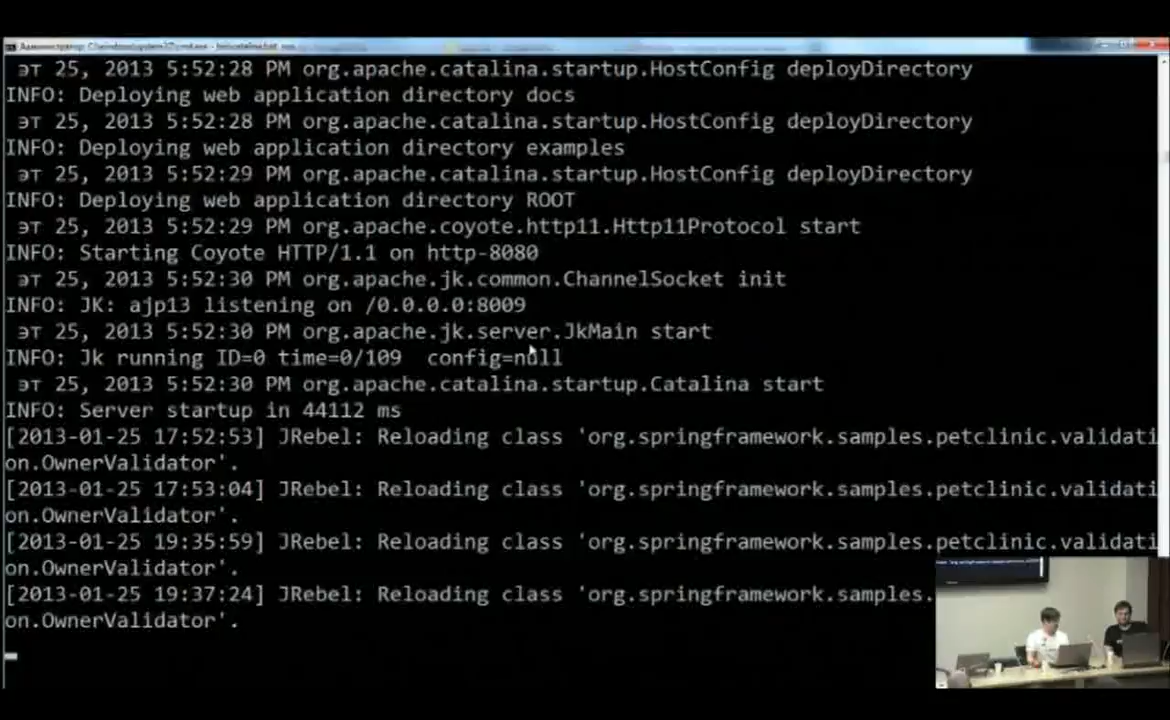 эт 25, 2013 5:52:28 PM org.apache.catalina.startup.HostConfig deployDirectory
INFO: Deploying web application directory docs
эт 25, 2013 5:52:28 PM org.apache.catalina.startup.HostConfig deployDirectory
INFO: Deploying web application directory examples
эт 25, 2013 5:52:29 PM org.apache.catalina.startup.HostConfig deployDirectory
INFO: Deploying web application directory ROOT
эт 25, 2013 5:52:29 PM org.apache.coyote.http11.Http11Protocol start
INFO: Starting Coyote HTTP/1.1 on http-8080
эт 25, 2013 5:52:30 PM org.apache.jk.common.ChannelSocket init
INFO: JK: ajp13 listening on /0.0.0.0:8009
эт 25, 2013 5:52:30 PM org.apache.jk.server.JkMain start
INFO: Jk running ID=0 time=0/109 config=null
эт 25, 2013 5:52:30 PM org.apache.catalina.startup.Catalina start
INFO: Server startup in 44112 ms
[2013-01-25 17:52:53] JRebel: Reloading class 'org.springframework.samples.petclinic.validati
on.OwnerValidator'.
[2013-01-25 17:53:04] JRebel: Reloading class 'org.springframework.samples.petclinic.validati
on.OwnerValidator'.
[2013-01-25 19:35:59] JRebel: Reloading class 'org.springframework.samples.petclinic.validati
on.OwnerValidator'.
[2013-01-25 19:37:24] JRebel: Reloading class 'org.springframework.samples.
on.OwnerValidator'.